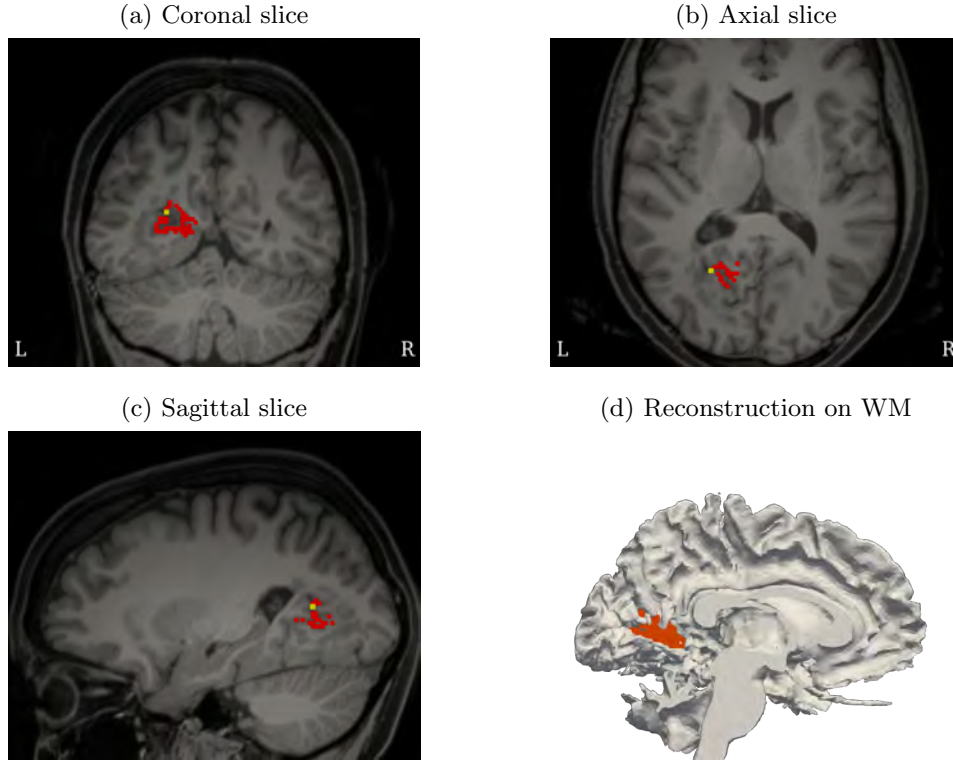 (a) Coronal slice
(b) Axial slice
L
R
L
R
(c) Sagittal slice
(d) Reconstruction on WM